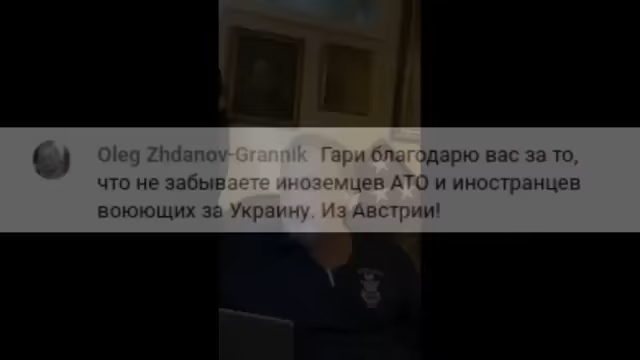 Oleg Zhdanov-Grannik Гари благодарю вас за то,
что не забываете иноземцев АТО и иностранцев
воюющих за Украину. Из Австрии!